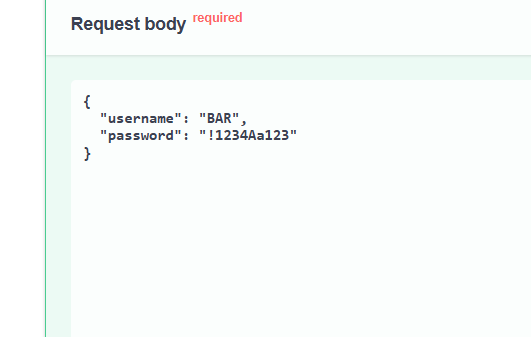 Request body required
{
  "username": "BAR",
  "password": "!1234Aa123"
}